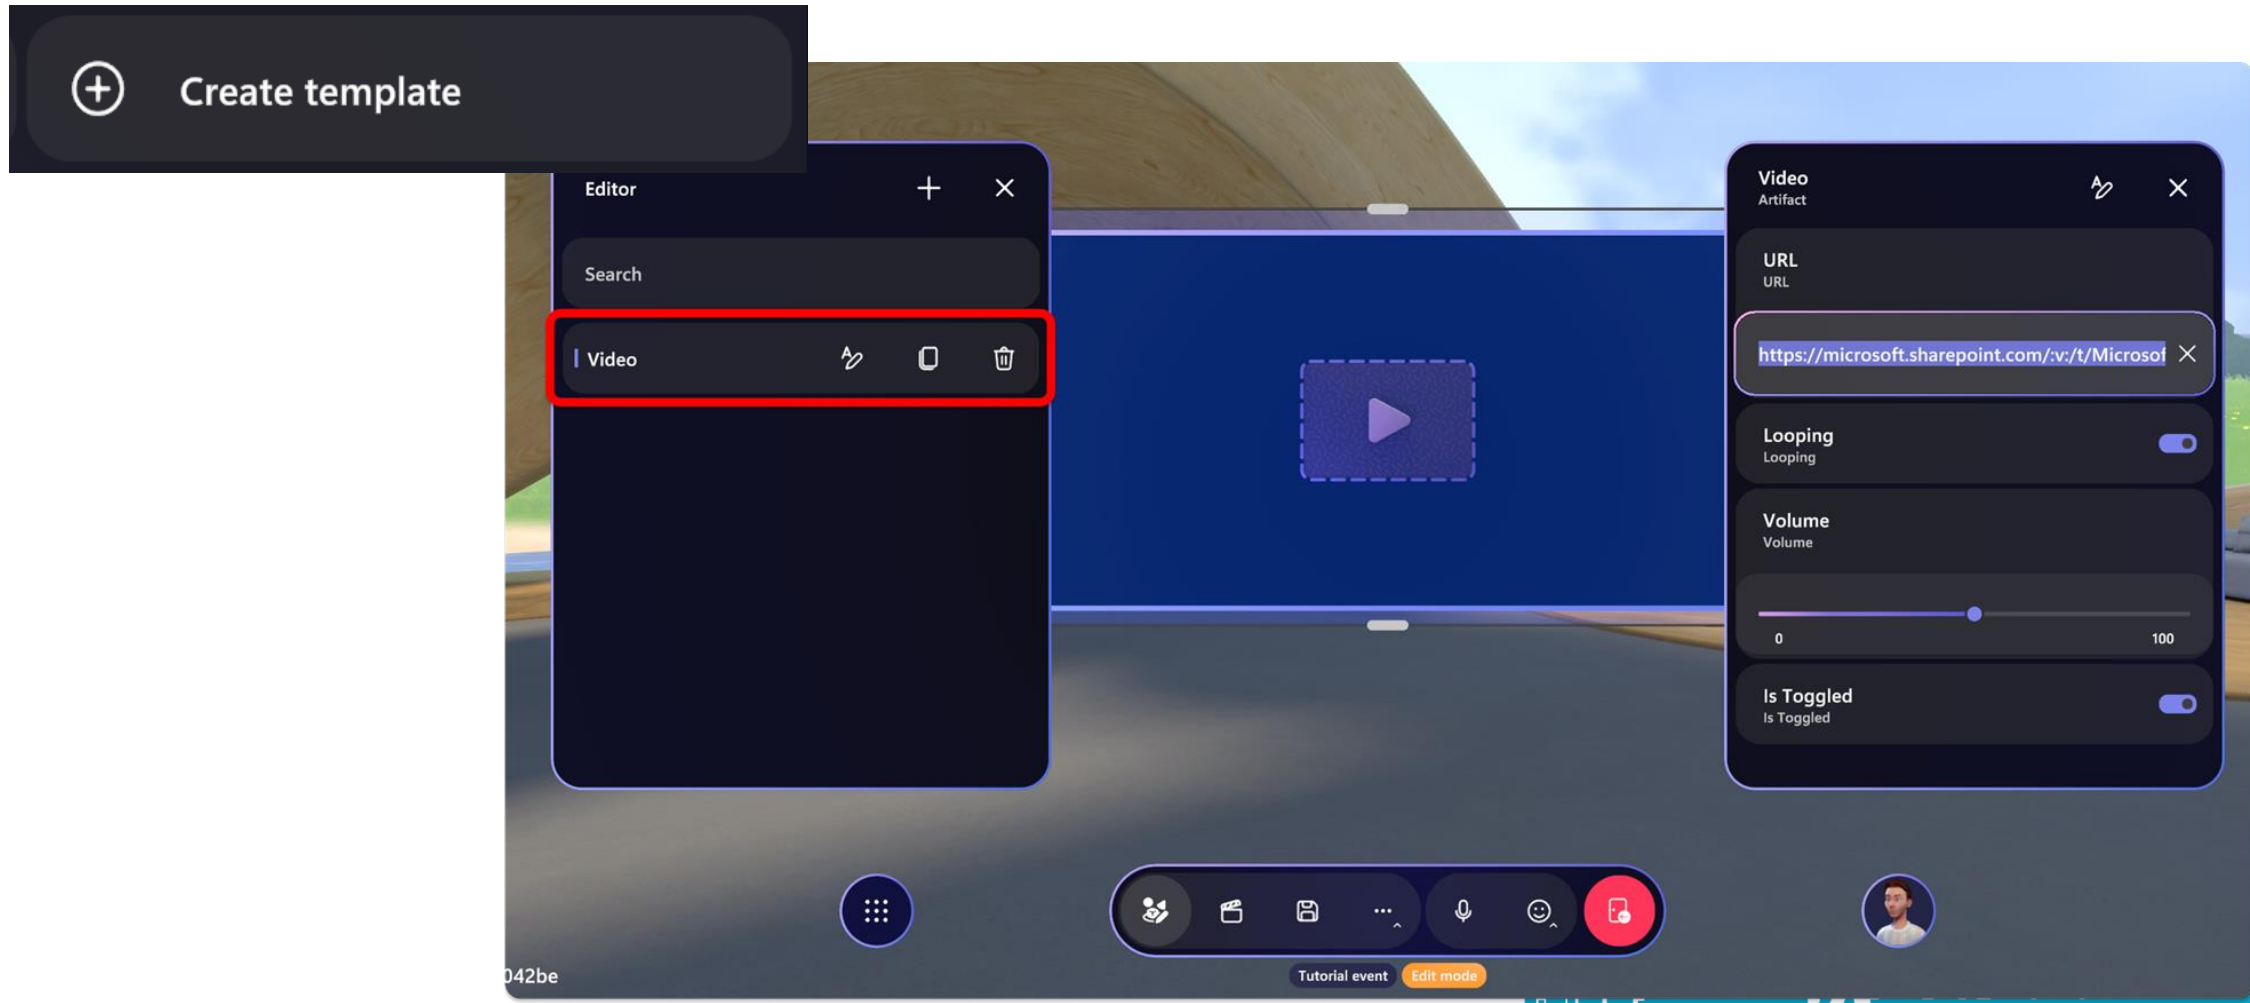 Create template
Editor
Search
Video
Video
Artifact
URL
URL
https://microsoft.sharepoint.com/:v:/t/Microsof
Looping
Looping
Volume
Volume
0
100
Is Toggled
Is Toggled
042be
Tutorial event
Edit mode